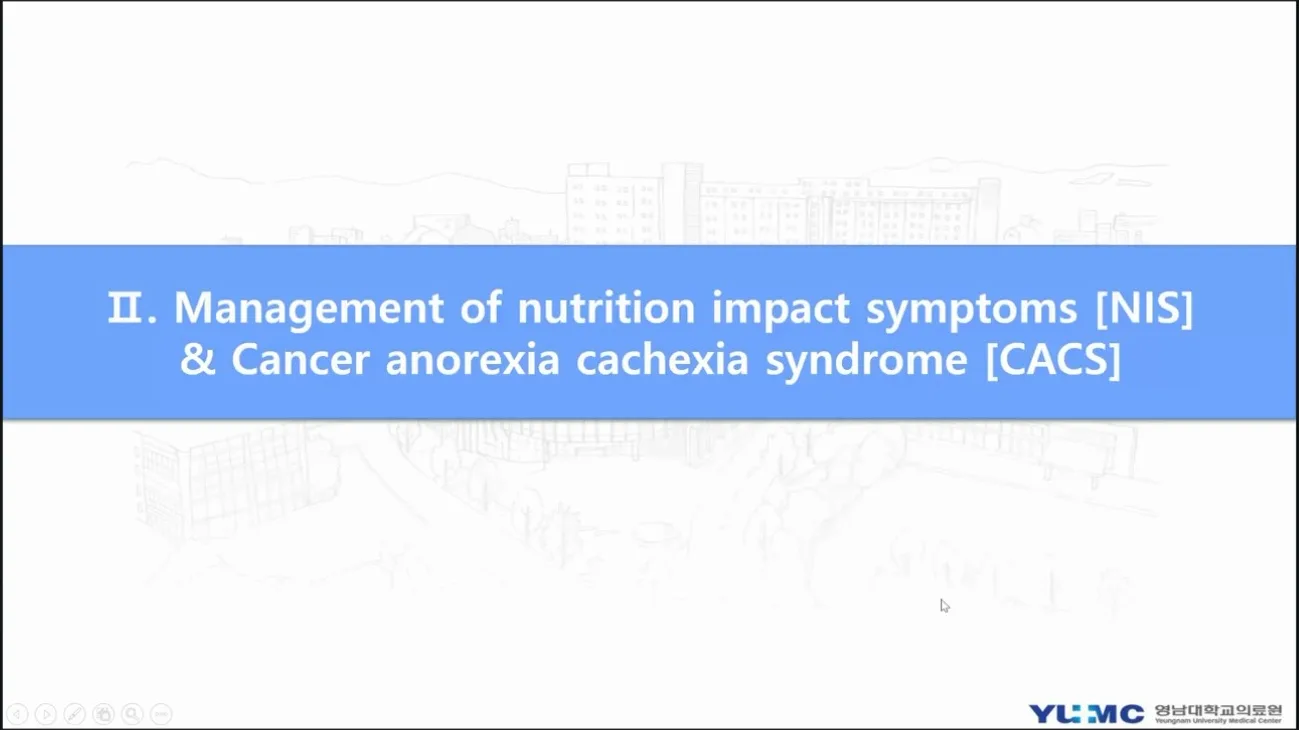 Ⅱ. Management of nutrition impact symptoms [NIS]
& Cancer anorexia cachexia syndrome [CACS]
YUMC 영남대학교의료원
Yeungnam University Medical Center